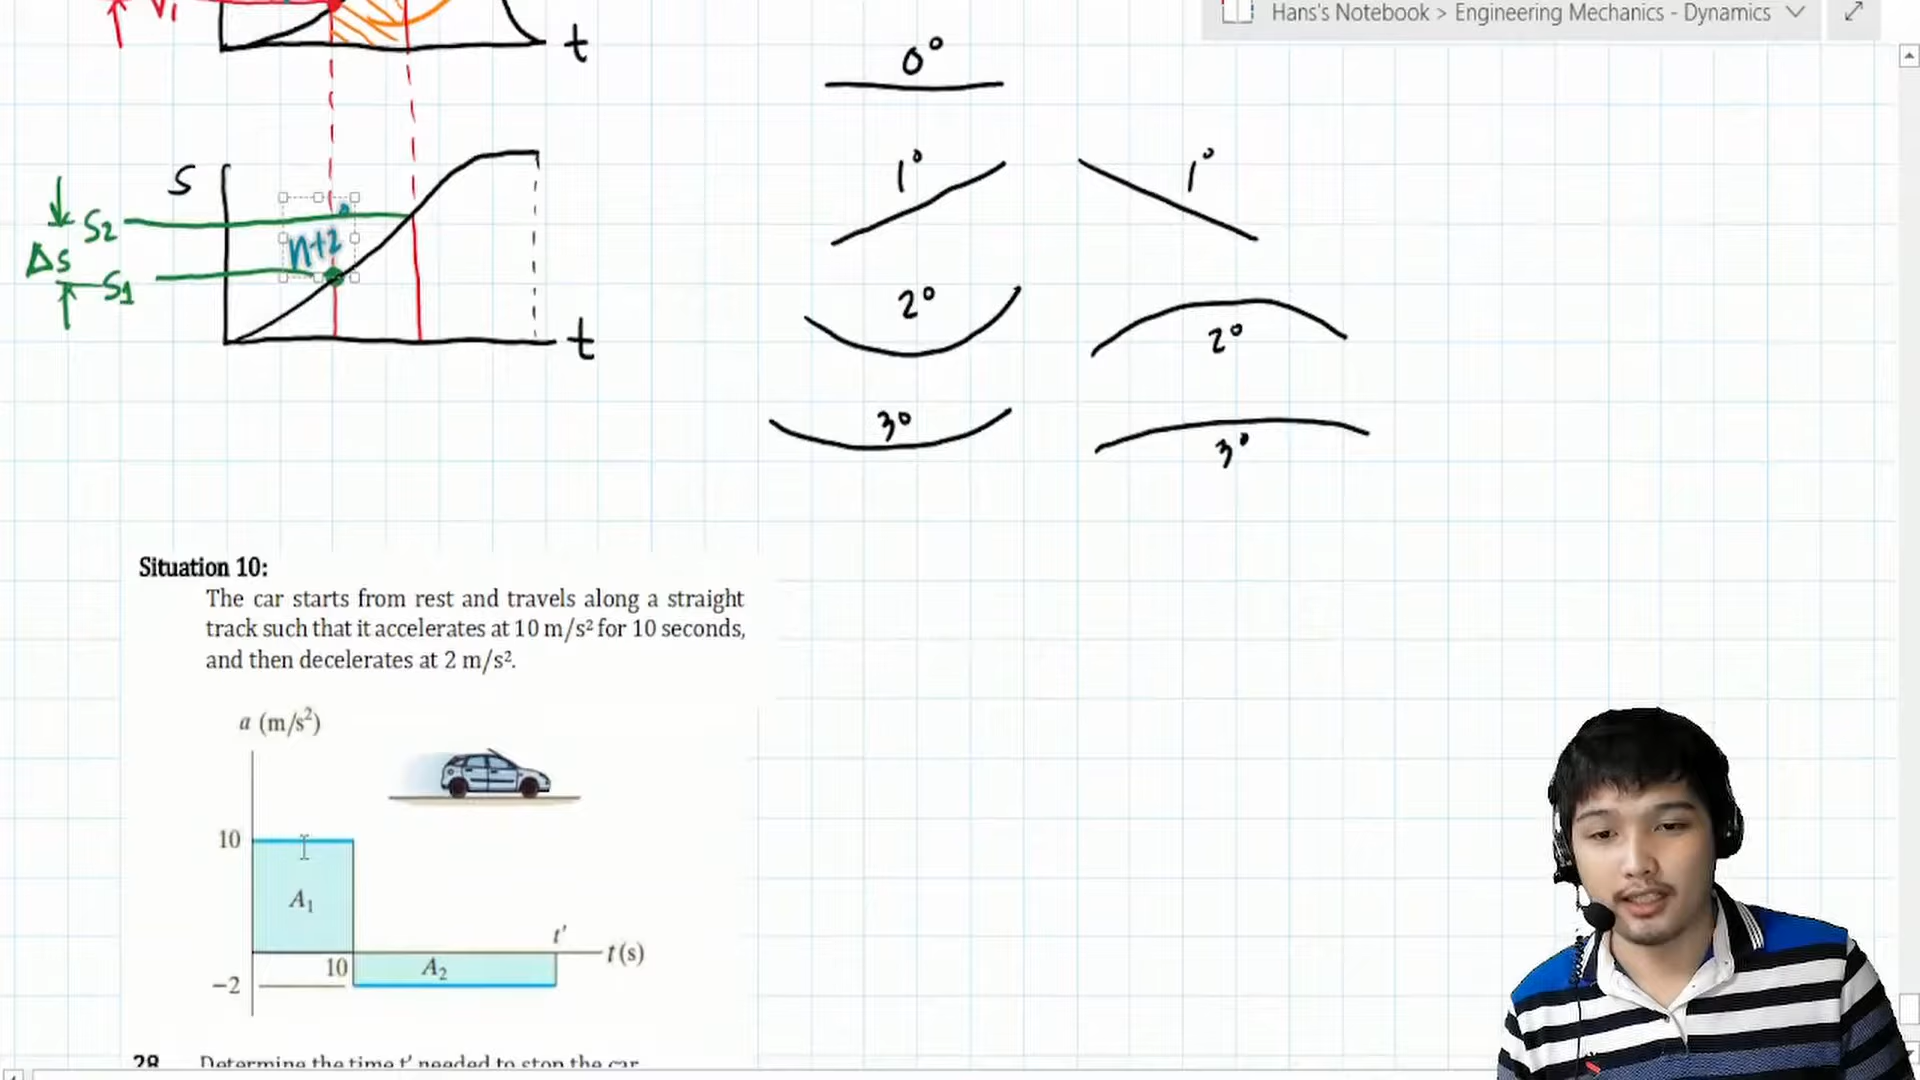 Hans's Notebook > Engineering Mechanics - Dynamics
V1
t
0°
S
1°
1°
S2
n+2°
ΔS
S1
t
2°
2°
3°
3°
Situation 10:
The car starts from rest and travels along a straight
track such that it accelerates at 10 m/s² for 10 seconds,
and then decelerates at 2 m/s².
a (m/s²)
10
A₁
t'
t (s)
10
A₂
−2
28 Determine the time t' needed to stop the car